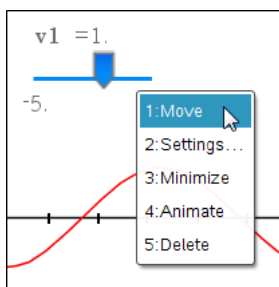 v1 =1.
-5.
1:Move
2:Settings...
3:Minimize
4:Animate
5:Delete